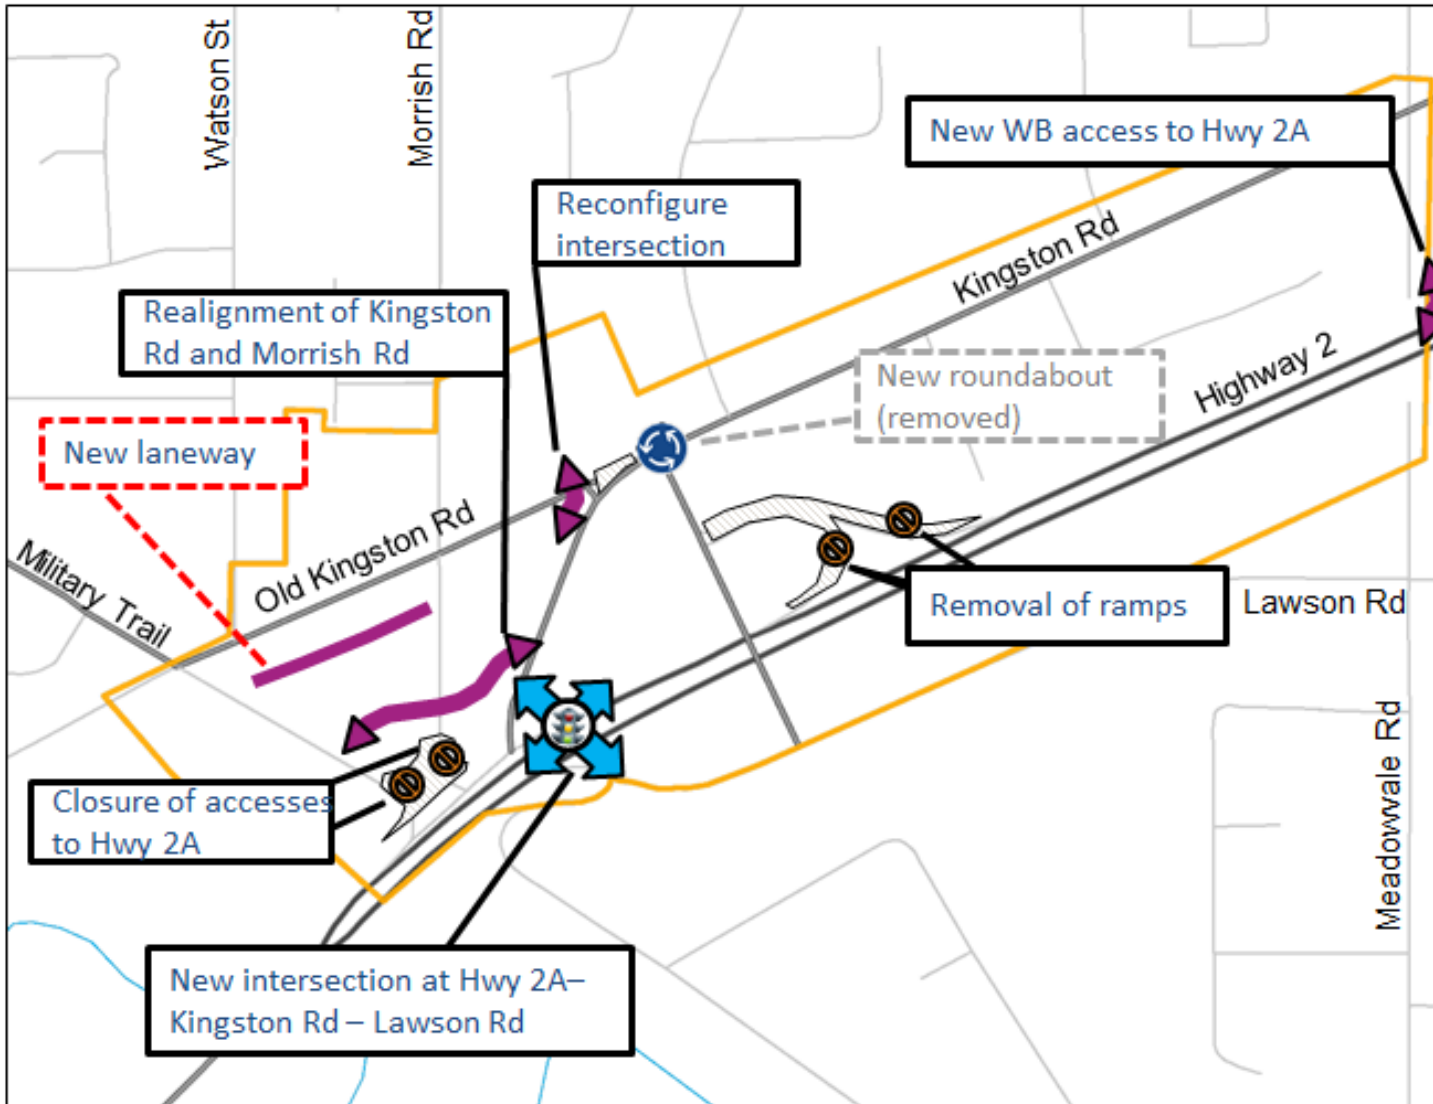 Watson St
Morrish Rd
New WB access to Hwy 2A
Reconfigure
intersection
Kingston Rd
Realignment of Kingston
Rd and Morrish Rd
Highway 2
New roundabout
(removed)
New laneway
Old Kingston Rd
Military Trail
Removal of ramps
Lawson Rd
Meadowvale Rd
Closure of accesses
to Hwy 2A
New intersection at Hwy 2A–
Kingston Rd – Lawson Rd